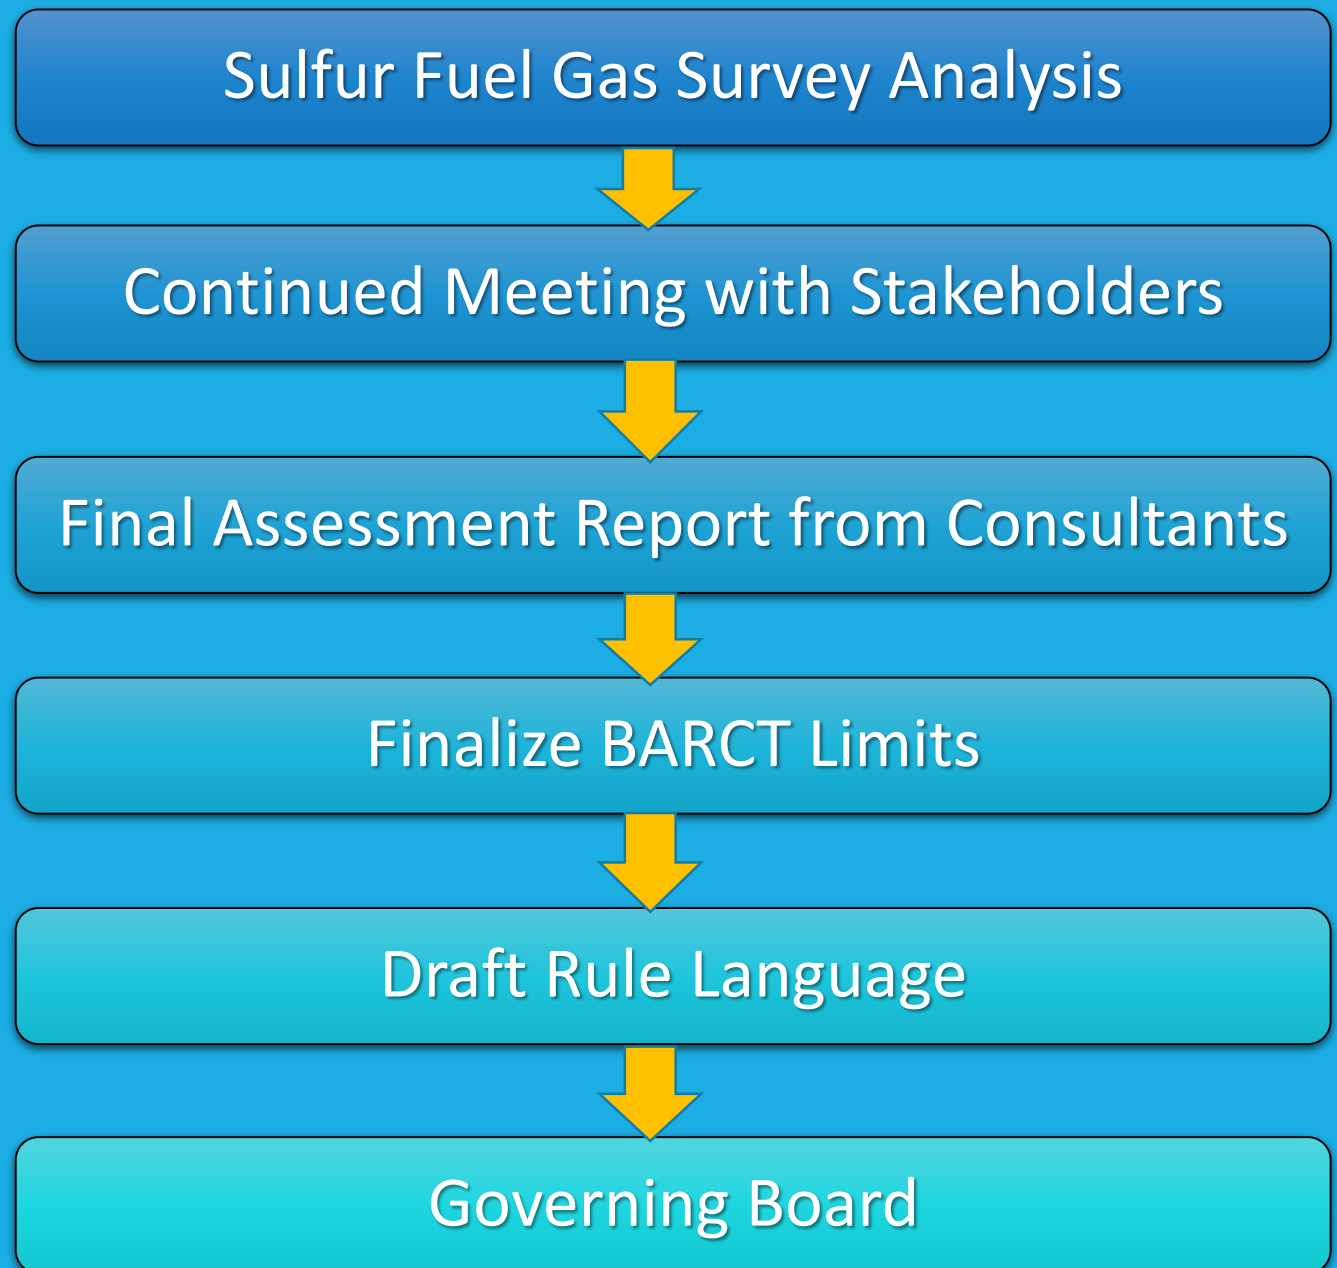 Sulfur Fuel Gas Survey Analysis
Continued Meeting with Stakeholders
Final Assessment Report from Consultants
Finalize BARCT Limits
Draft Rule Language
Governing Board